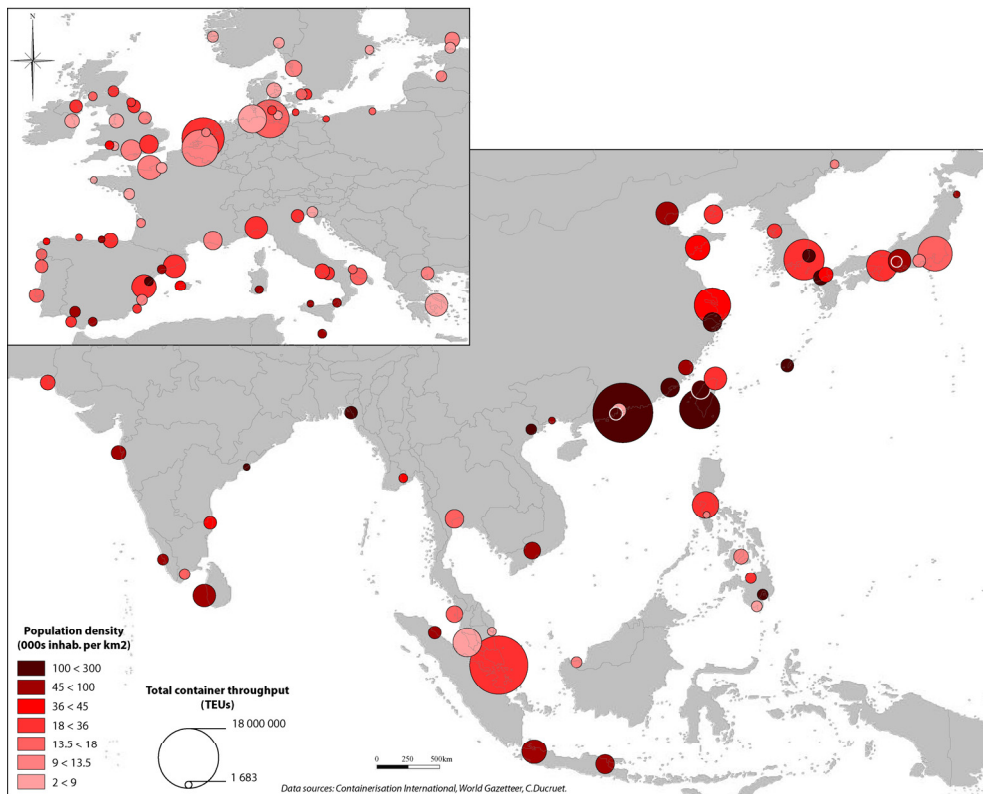 N
Population density
(000s inhab. per km2)
100 < 300
45 < 100
36 < 45
18 < 36
13.5 < 18
9 < 13.5
2 < 9
Total container throughput
(TEUs)
18 000 000
1 683
0 250 500km
Data sources: Containerisation International, World Gazetteer, C.Ducruet.